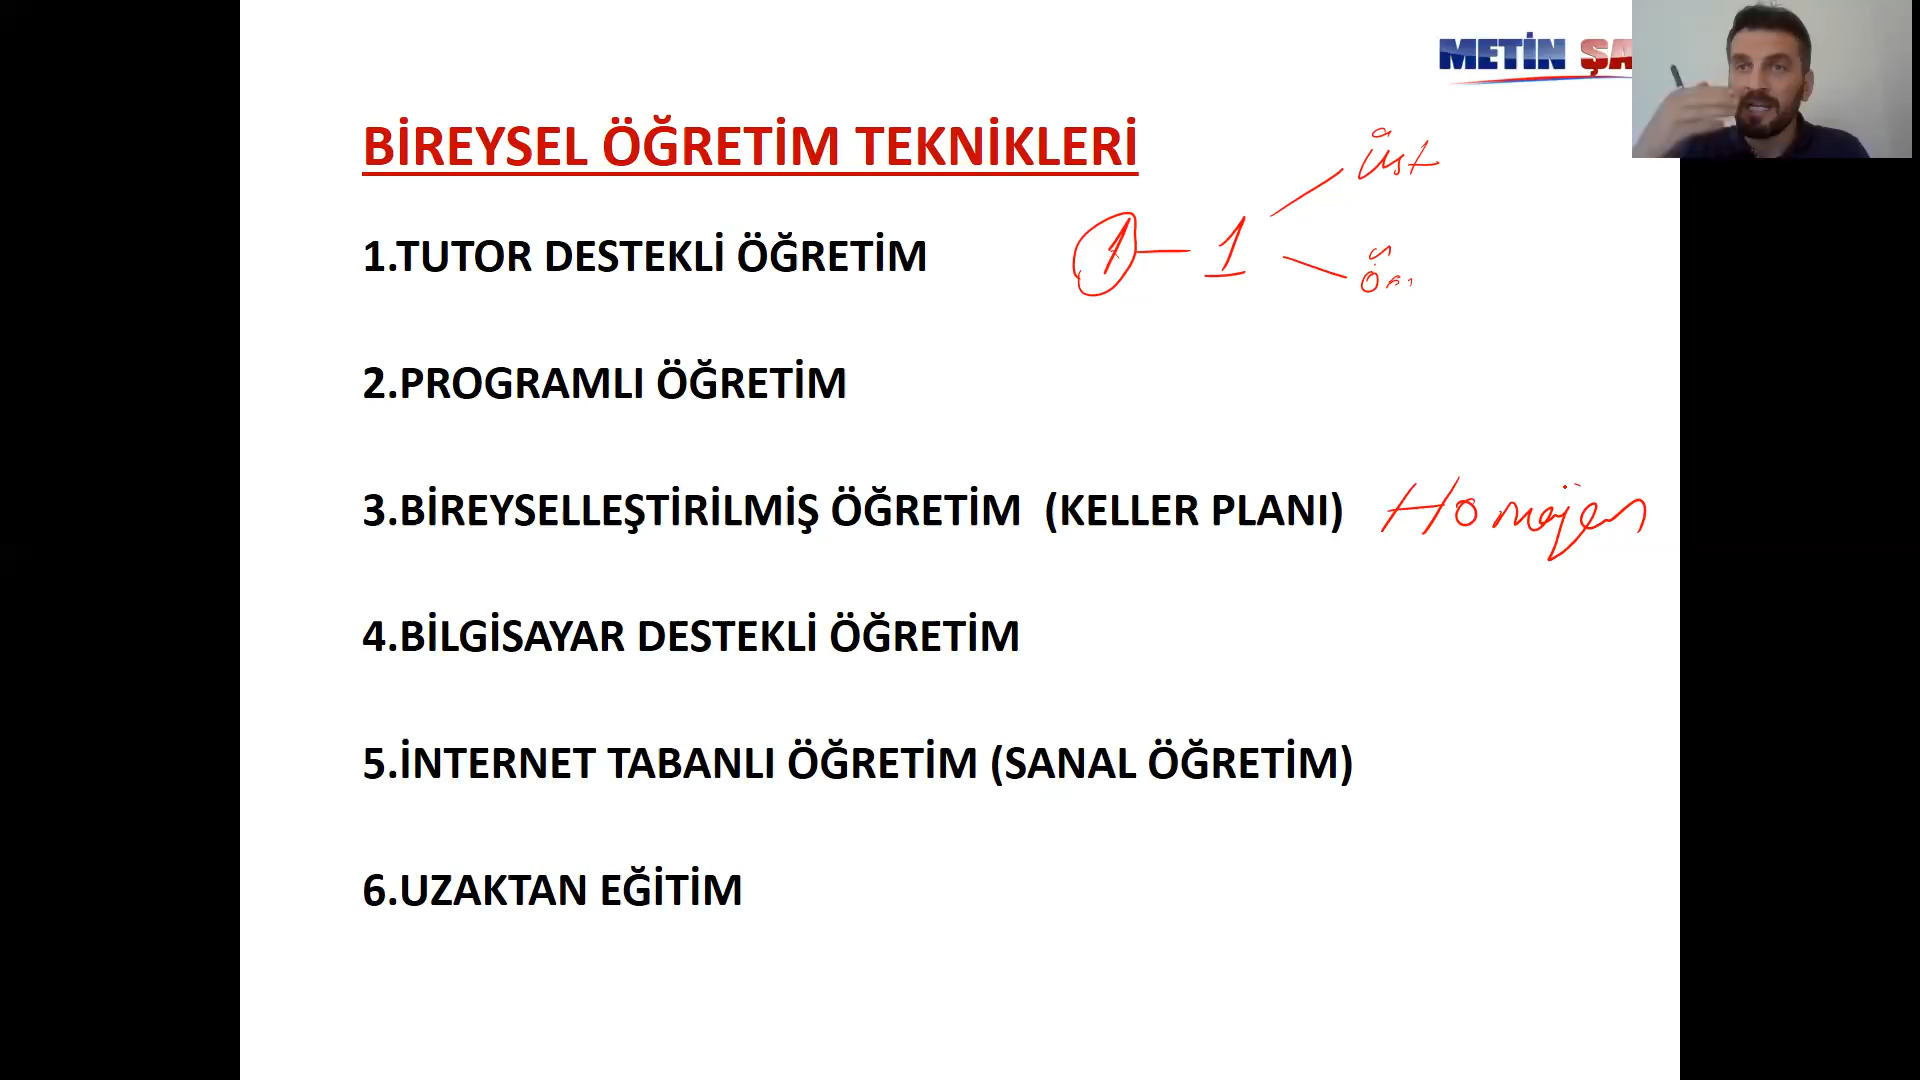 METİN ŞA
BİREYSEL ÖĞRETİM TEKNİKLERİ
üst
1.TUTOR DESTEKLİ ÖĞRETİM 1 — 1
2.PROGRAMLI ÖĞRETİM
3.BİREYSELLEŞTİRİLMİŞ ÖĞRETİM (KELLER PLANI) Homojen
4.BİLGİSAYAR DESTEKLİ ÖĞRETİM
5.İNTERNET TABANLI ÖĞRETİM (SANAL ÖĞRETİM)
6.UZAKTAN EĞİTİM